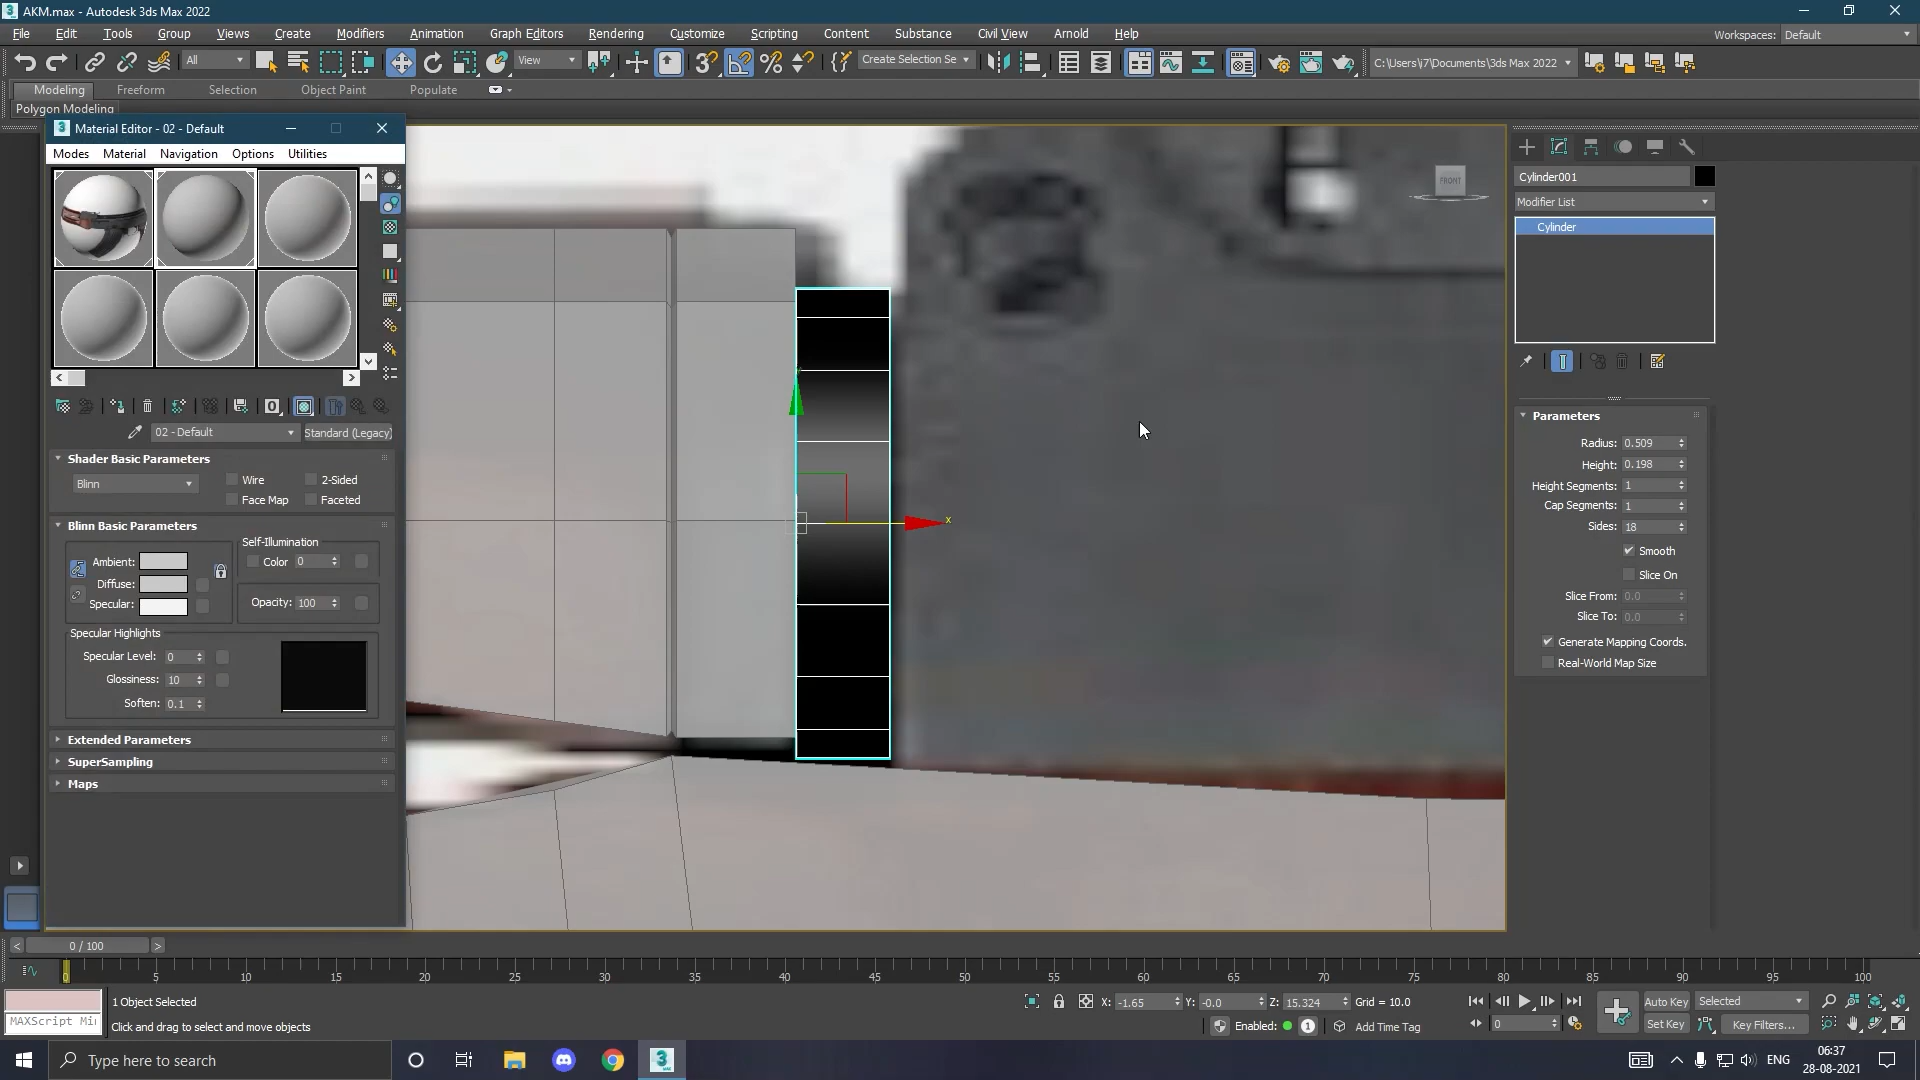 AKM.max - Autodesk 3ds Max 2022
File Edit Tools Group Views Create Modifiers Animation Graph Editors Rendering Customize Scripting Content Substance Civil View Arnold Help
Workspaces: Default
All
View
Create Selection Se
C:\Users\j7\Documents\3ds Max 2022
Modeling Freeform Selection Object Paint Populate
Polygon Modeling
Material Editor - 02 - Default
Modes Material Navigation Options Utilities
02 - Default
Standard (Legacy)
Shader Basic Parameters
Blinn
Wire
2-Sided
Face Map
Faceted
Blinn Basic Parameters
Self-Illumination
Ambient:
Color 0
Diffuse:
Specular:
Opacity: 100
Specular Highlights
Specular Level: 0
Glossiness: 10
Soften: 0.1
Extended Parameters
SuperSampling
Maps
FRONT
x
Cylinder001
Modifier List
Cylinder
Parameters
Radius: 0.509
Height: 0.198
Height Segments: 1
Cap Segments: 1
Sides: 18
Smooth
Slice On
Slice From: 0.0
Slice To: 0.0
Generate Mapping Coords.
Real-World Map Size
< 0 / 100 >
0 5 10 15 20 25 30 35 40 45 50 55 60 65 70 75 80 85 90 95 100
1 Object Selected
MAXScript Mi
Click and drag to select and move objects
X: -1.65 Y: -0.0 Z: 15.324 Grid = 10.0
Enabled: 1 Add Time Tag
0
Auto Key Selected
Set Key Key Filters...
Type here to search
ENG
06:37
28-08-2021